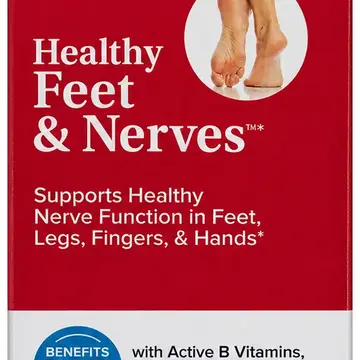 Healthy
Feet
& Nerves™*
Supports Healthy
Nerve Function in Feet,
Legs, Fingers, & Hands*
BENEFITS
with Active B Vitamins,